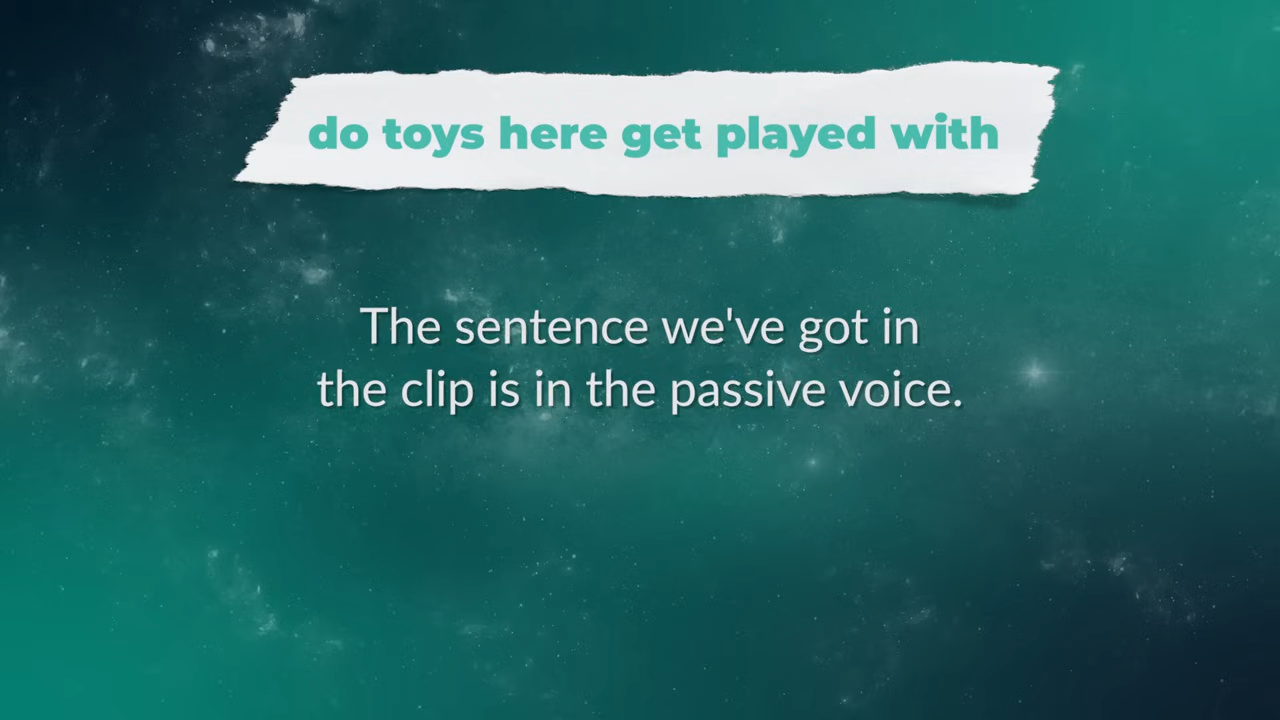 do toys here get played with
The sentence we've got in
the clip is in the passive voice.